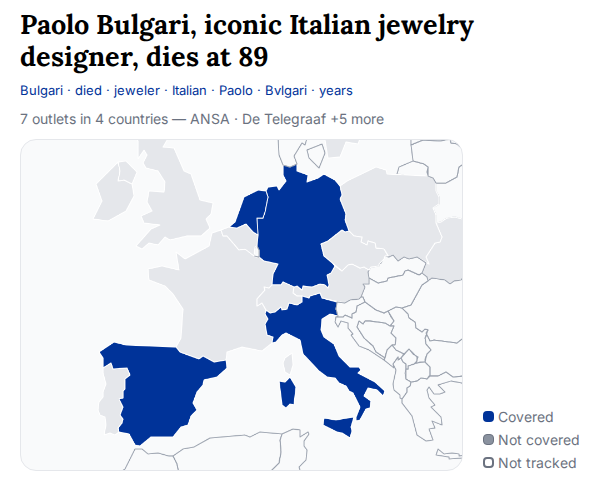 Paolo Bulgari, iconic Italian jewelry
designer, dies at 89
Bulgari · died · jeweler · Italian · Paolo · Bvlgari · years
7 outlets in 4 countries — ANSA · De Telegraaf +5 more
Covered
Not covered
Not tracked